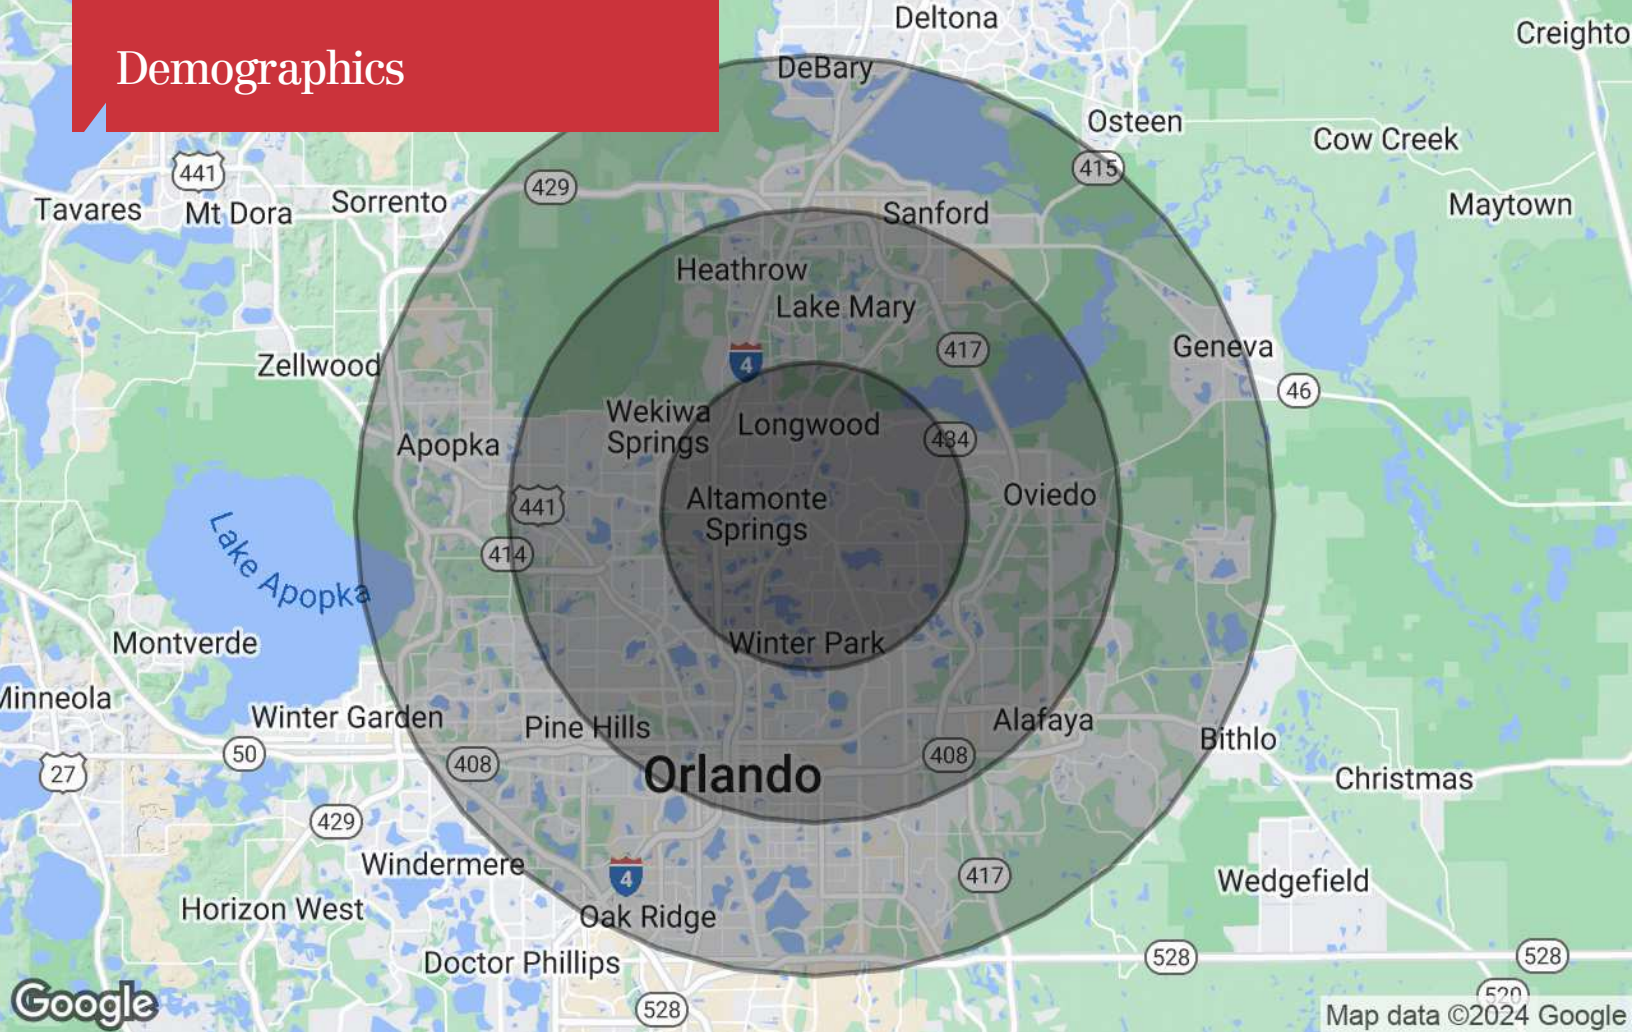 Demographics
Deltona
Creighto
DeBary
Osteen
Cow Creek
415
441
429
Tavares
Mt Dora
Sorrento
Sanford
Maytown
Heathrow
Lake Mary
417
Geneva
4
Zellwood
46
Wekiwa
Springs
Longwood
434
Apopka
Altamonte
Springs
Oviedo
441
Lake Apopka
414
Montverde
Winter Park
Minneola
Winter Garden
Pine Hills
Alafaya
Bithlo
50
408
408
27
Orlando
Christmas
429
Windermere
4
417
Wedgefield
Horizon West
Oak Ridge
Doctor Phillips
528
528
Google
528
520
Map data ©2024 Google